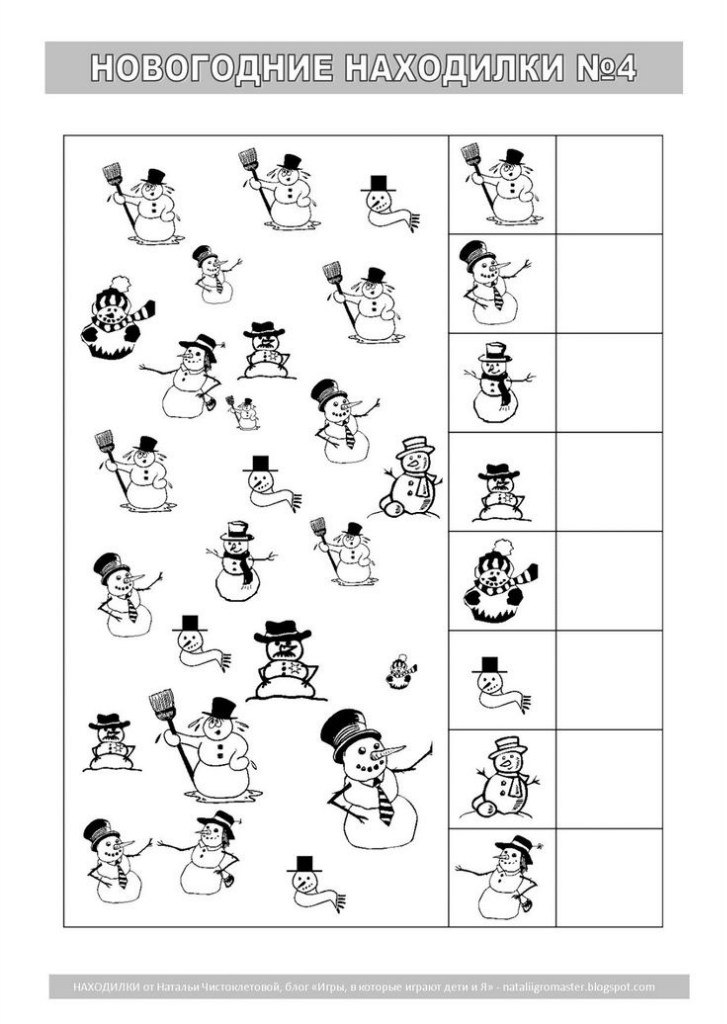 НОВОГОДНИЕ НАХОДИЛКИ №4
НАХОДИЛКИ от Натальи Чистоклетовой, блог «Игры, в которые играют дети и Я» - nataliigromaster.blogspot.com